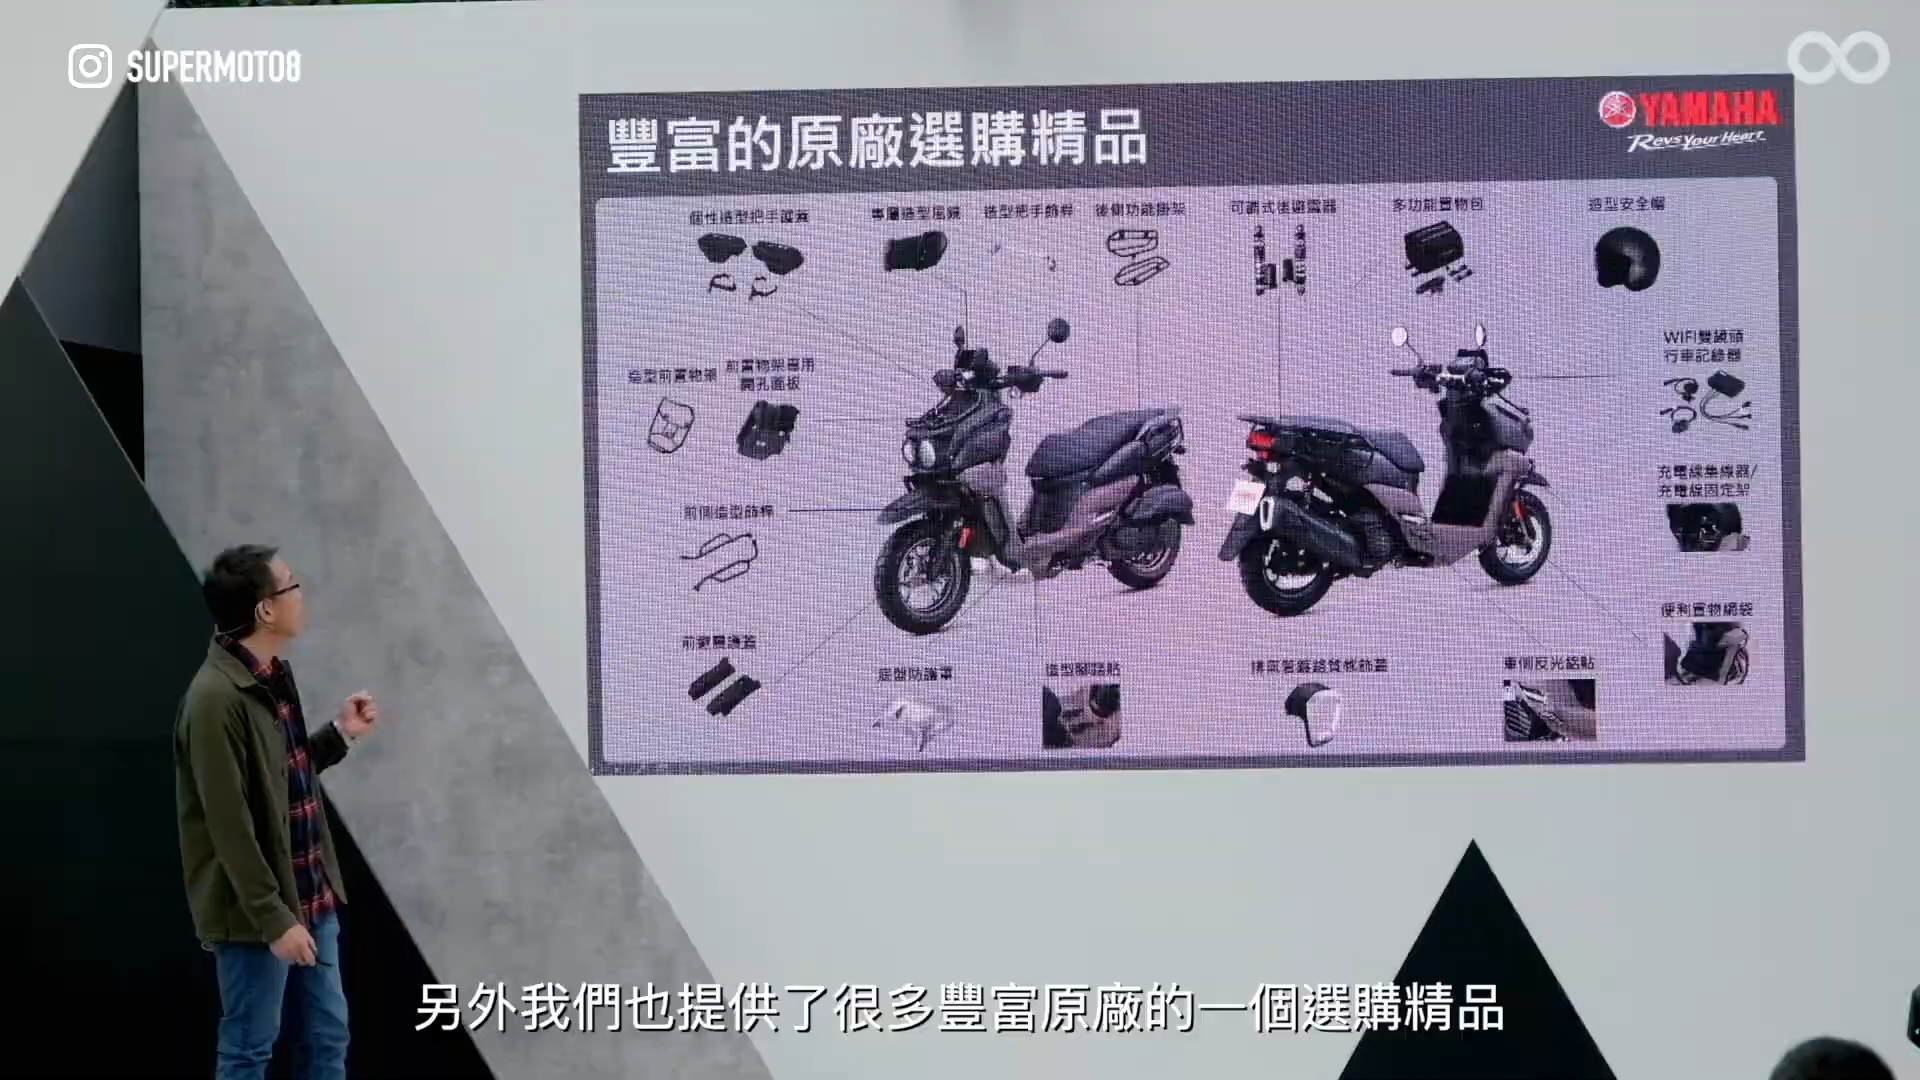 SUPERMOTO8
豐富的原廠選購精品
YAMAHA
Revs Your Heart
個性造型把手護蓋
專屬造型風鏡
造型把手飾桿
後側功能掛架
可調式後避震器
多功能置物包
造型安全帽
造型前置物架
前置物架專用
開孔面板
WIFI雙鏡頭
行車記錄器
充電線集線器/
充電線固定架
前側造型飾桿
便利置物網袋
前避震護蓋
底盤防護罩
造型腳踏貼
車側反光鋁貼
另外我們也提供了很多豐富原廠的一個選購精品